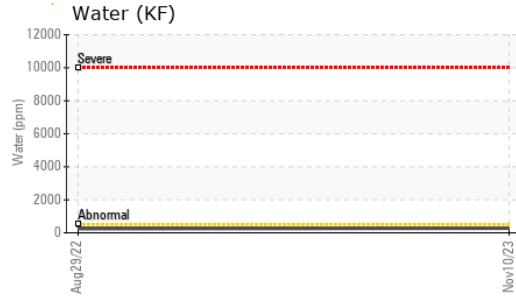 Water (KF)
12000
Severe
10000
8000
6000
4000
2000
Abnormal
0
Water (ppm)
Aug29/22
Nov10/23